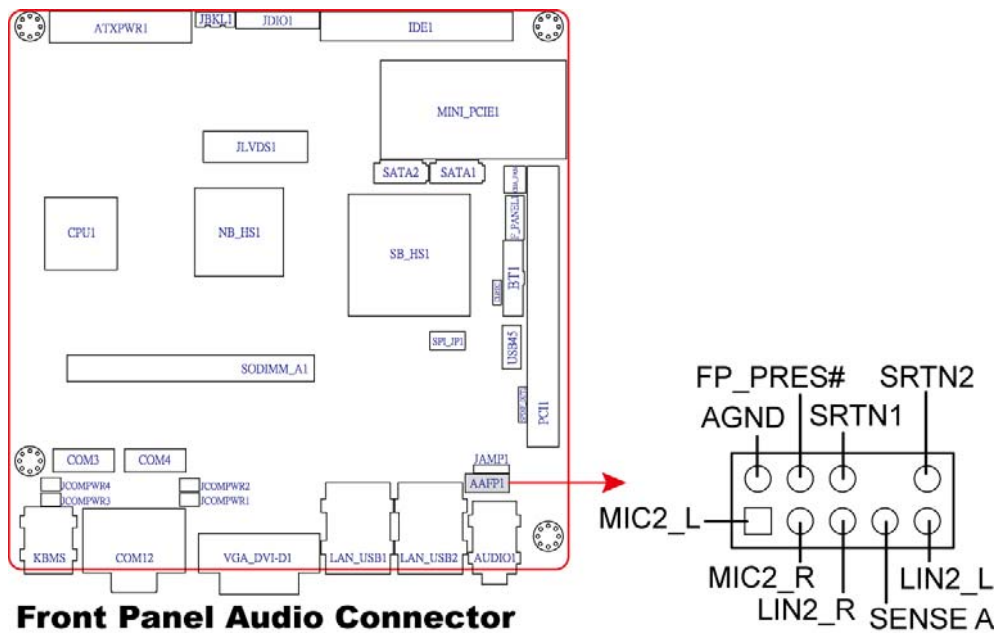 ATXPWR1
JBKL1
JDIO1
IDE1
MINI_PCIE1
JLVDS1
SATA2
SATA1
F_PANEL1
CPU1
NB_HS1
SB_HS1
BT1
SPI_JP1
USB45
SODIMM_A1
PCI1
FP_PRES#
SRTN2
AGND
SRTN1
COM3
COM4
JAMP1
AAFP1
JCOMPWR4
JCOMPWR2
JCOMPWR3
JCOMPWR1
MIC2_L
KBMS
COM12
VGA_DVI-D1
LAN_USB1
LAN_USB2
AUDIO1
MIC2_R
LIN2_L
LIN2_R
SENSE A
Front Panel Audio Connector